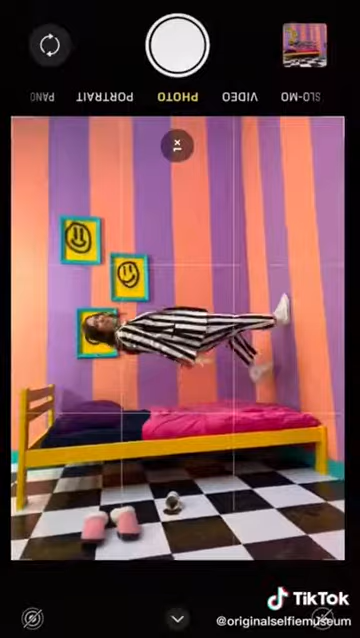 SLO-MO VIDEO PHOTO PORTRAIT PANO
1×
TikTok
@originalselfiemuseum